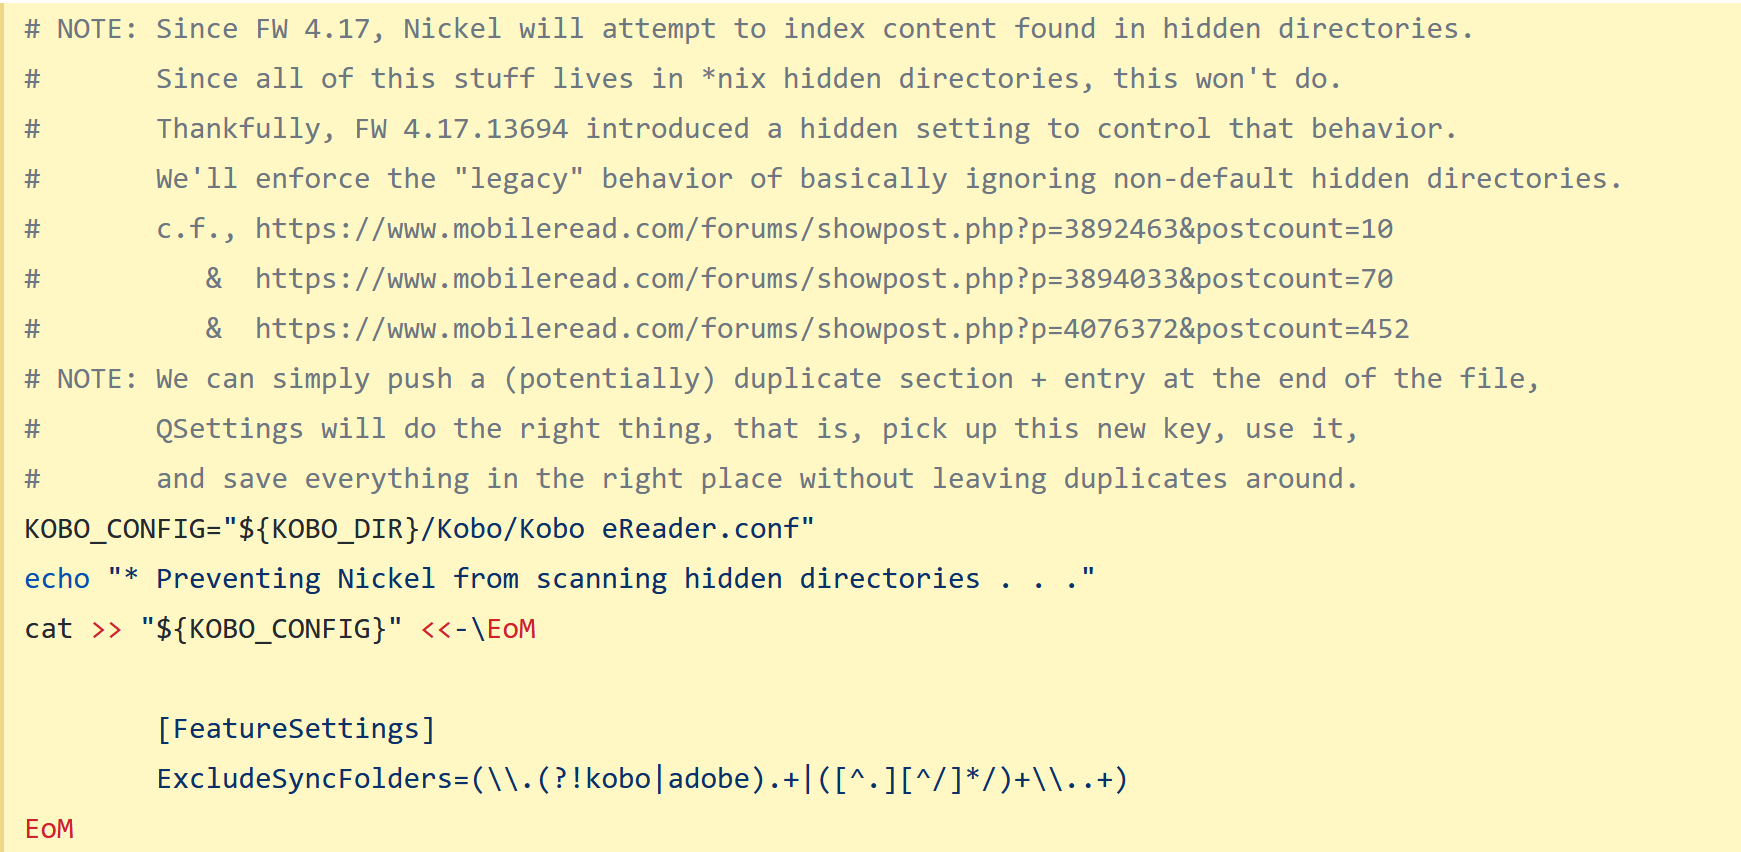 # NOTE: Since FW 4.17, Nickel will attempt to index content found in hidden directories.
#       Since all of this stuff lives in *nix hidden directories, this won't do.
#       Thankfully, FW 4.17.13694 introduced a hidden setting to control that behavior.
#       We'll enforce the "legacy" behavior of basically ignoring non-default hidden directories.
#       c.f., https://www.mobileread.com/forums/showpost.php?p=3892463&postcount=10
#          &  https://www.mobileread.com/forums/showpost.php?p=3894033&postcount=70
#          &  https://www.mobileread.com/forums/showpost.php?p=4076372&postcount=452
# NOTE: We can simply push a (potentially) duplicate section + entry at the end of the file,
#       QSettings will do the right thing, that is, pick up this new key, use it,
#       and save everything in the right place without leaving duplicates around.
KOBO_CONFIG="${KOBO_DIR}/Kobo/Kobo eReader.conf"
echo "* Preventing Nickel from scanning hidden directories . . ."
cat >> "${KOBO_CONFIG}" <<-\EoM

        [FeatureSettings]
        ExcludeSyncFolders=(\\.(?!kobo|adobe).+|([^.][^/]*/)+\\..+)
EoM